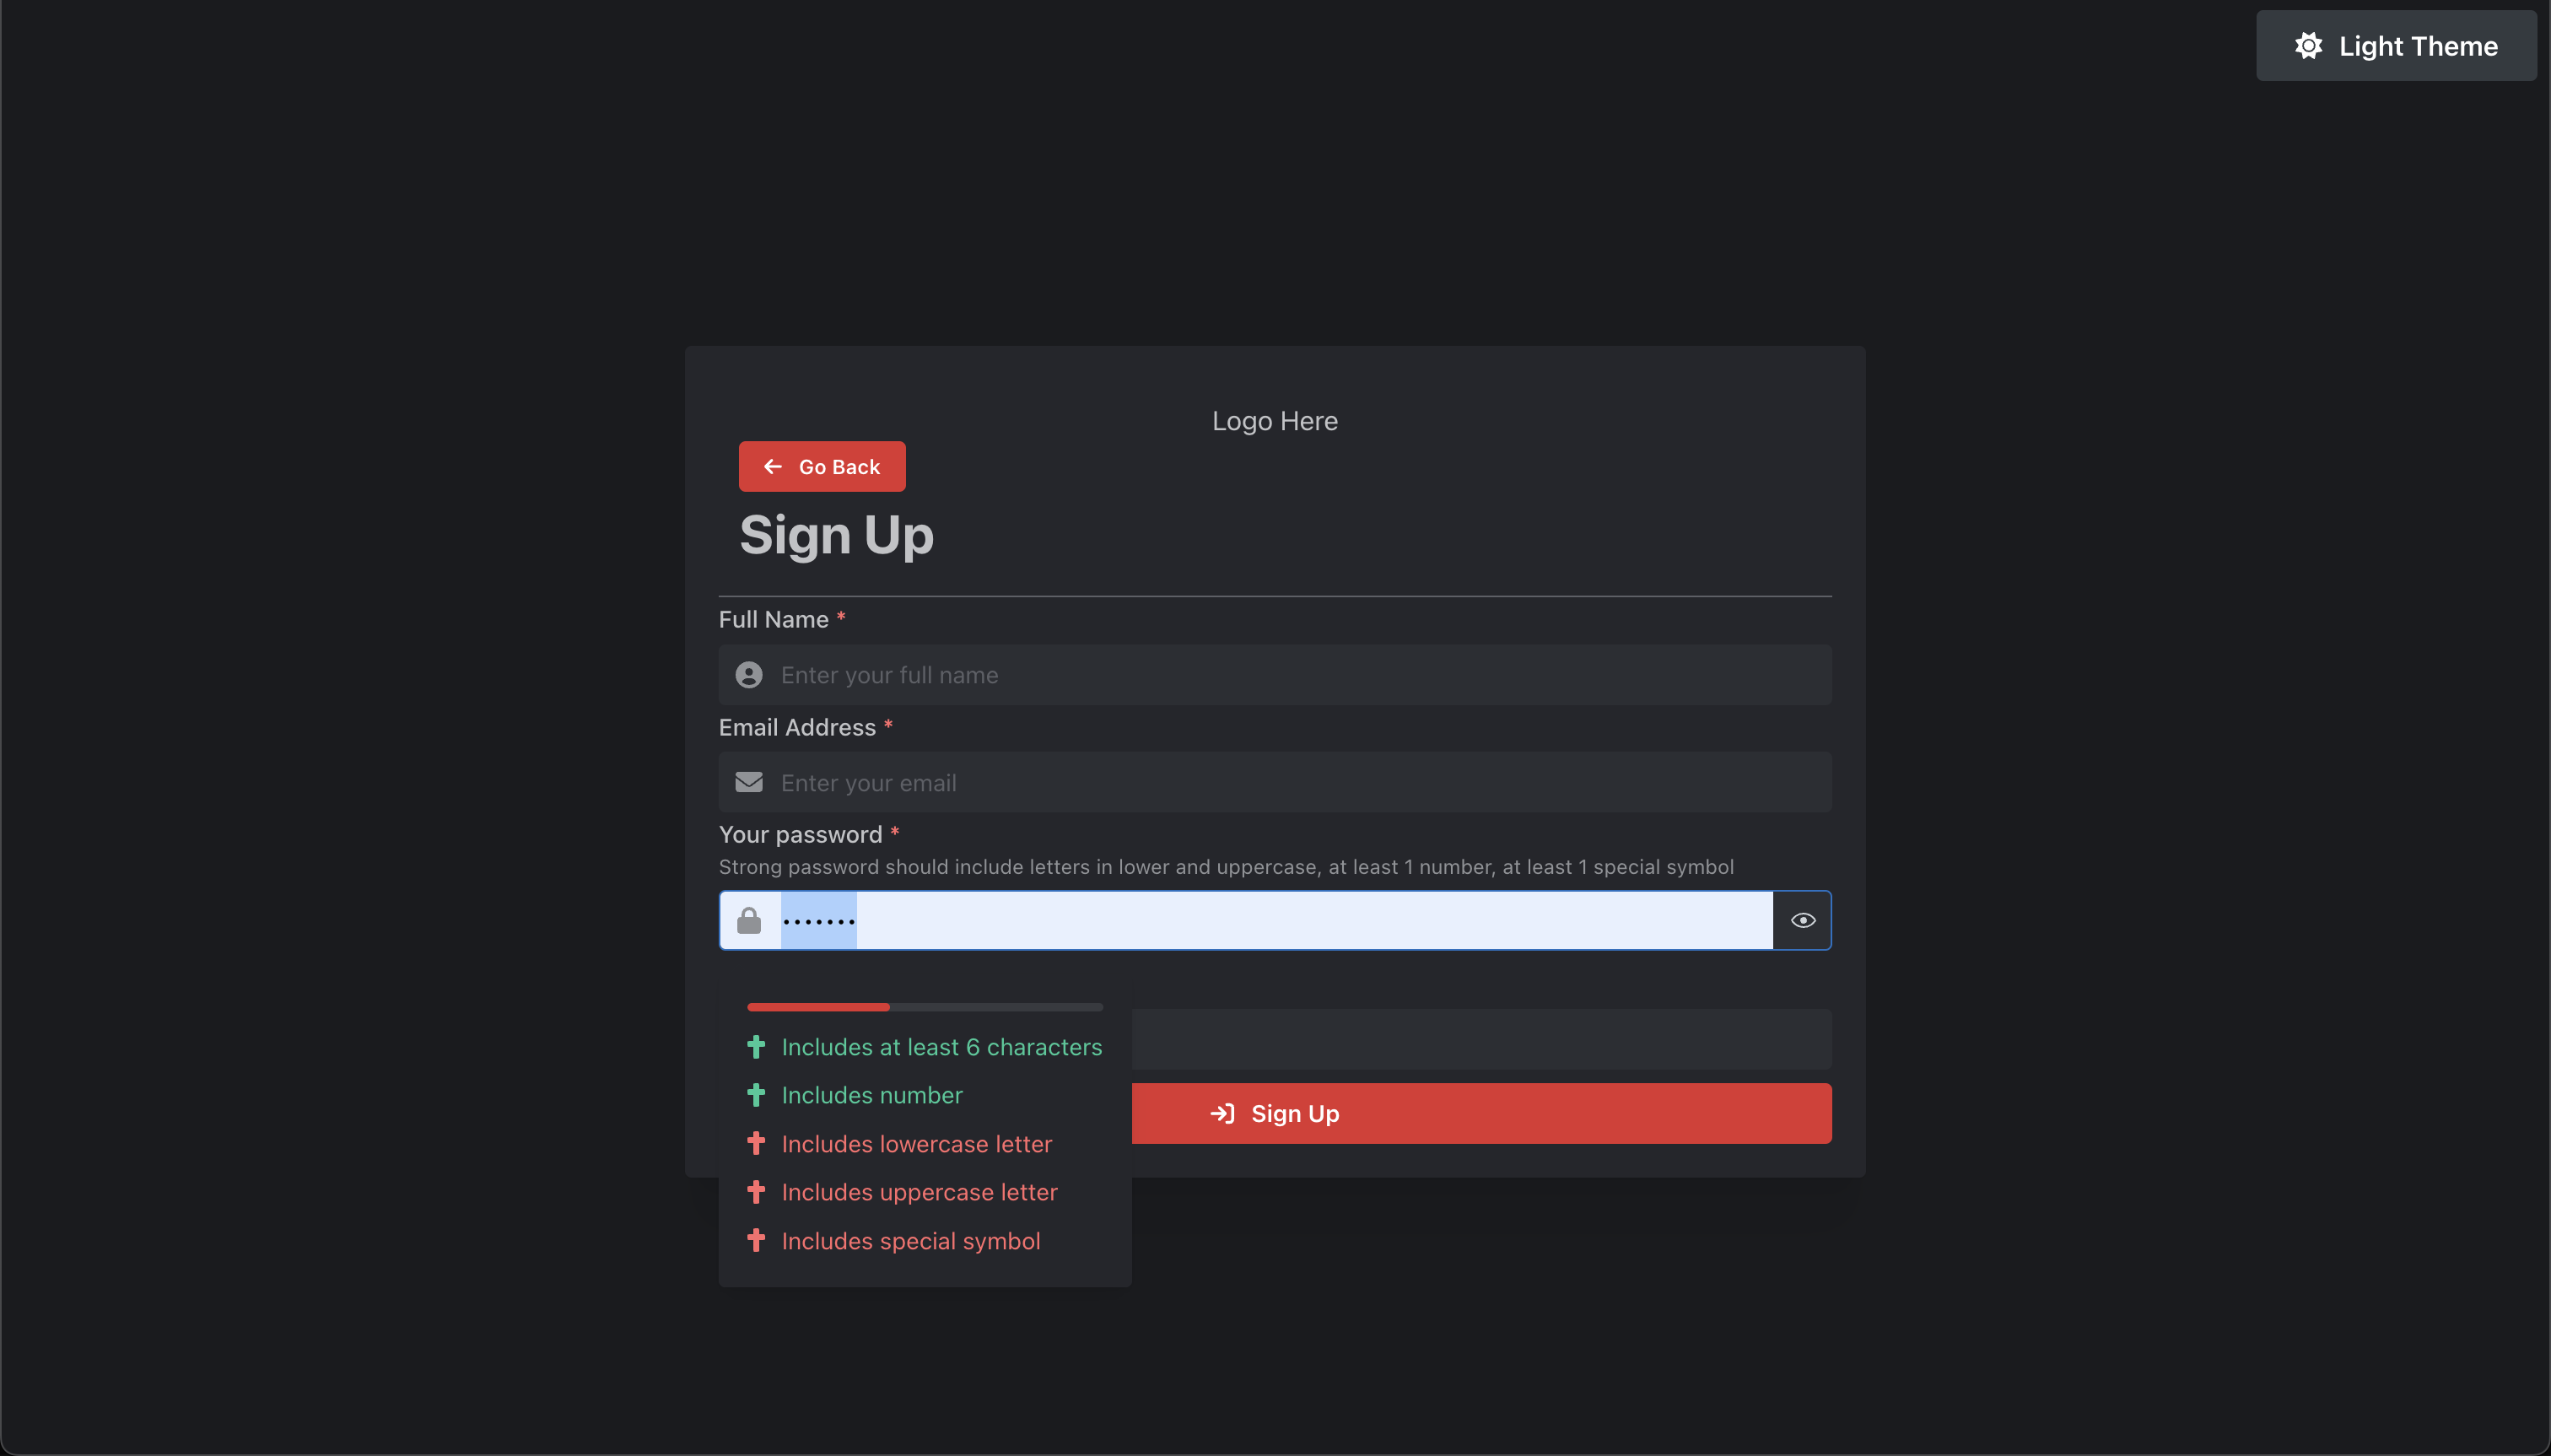 Light Theme
Logo Here
Go Back
Sign Up
Full Name *
Enter your full name
Email Address *
Enter your email
Your password *
Strong password should include letters in lower and uppercase, at least 1 number, at least 1 special symbol
•••••••
Includes at least 6 characters
Includes number
Sign Up
Includes lowercase letter
Includes uppercase letter
Includes special symbol